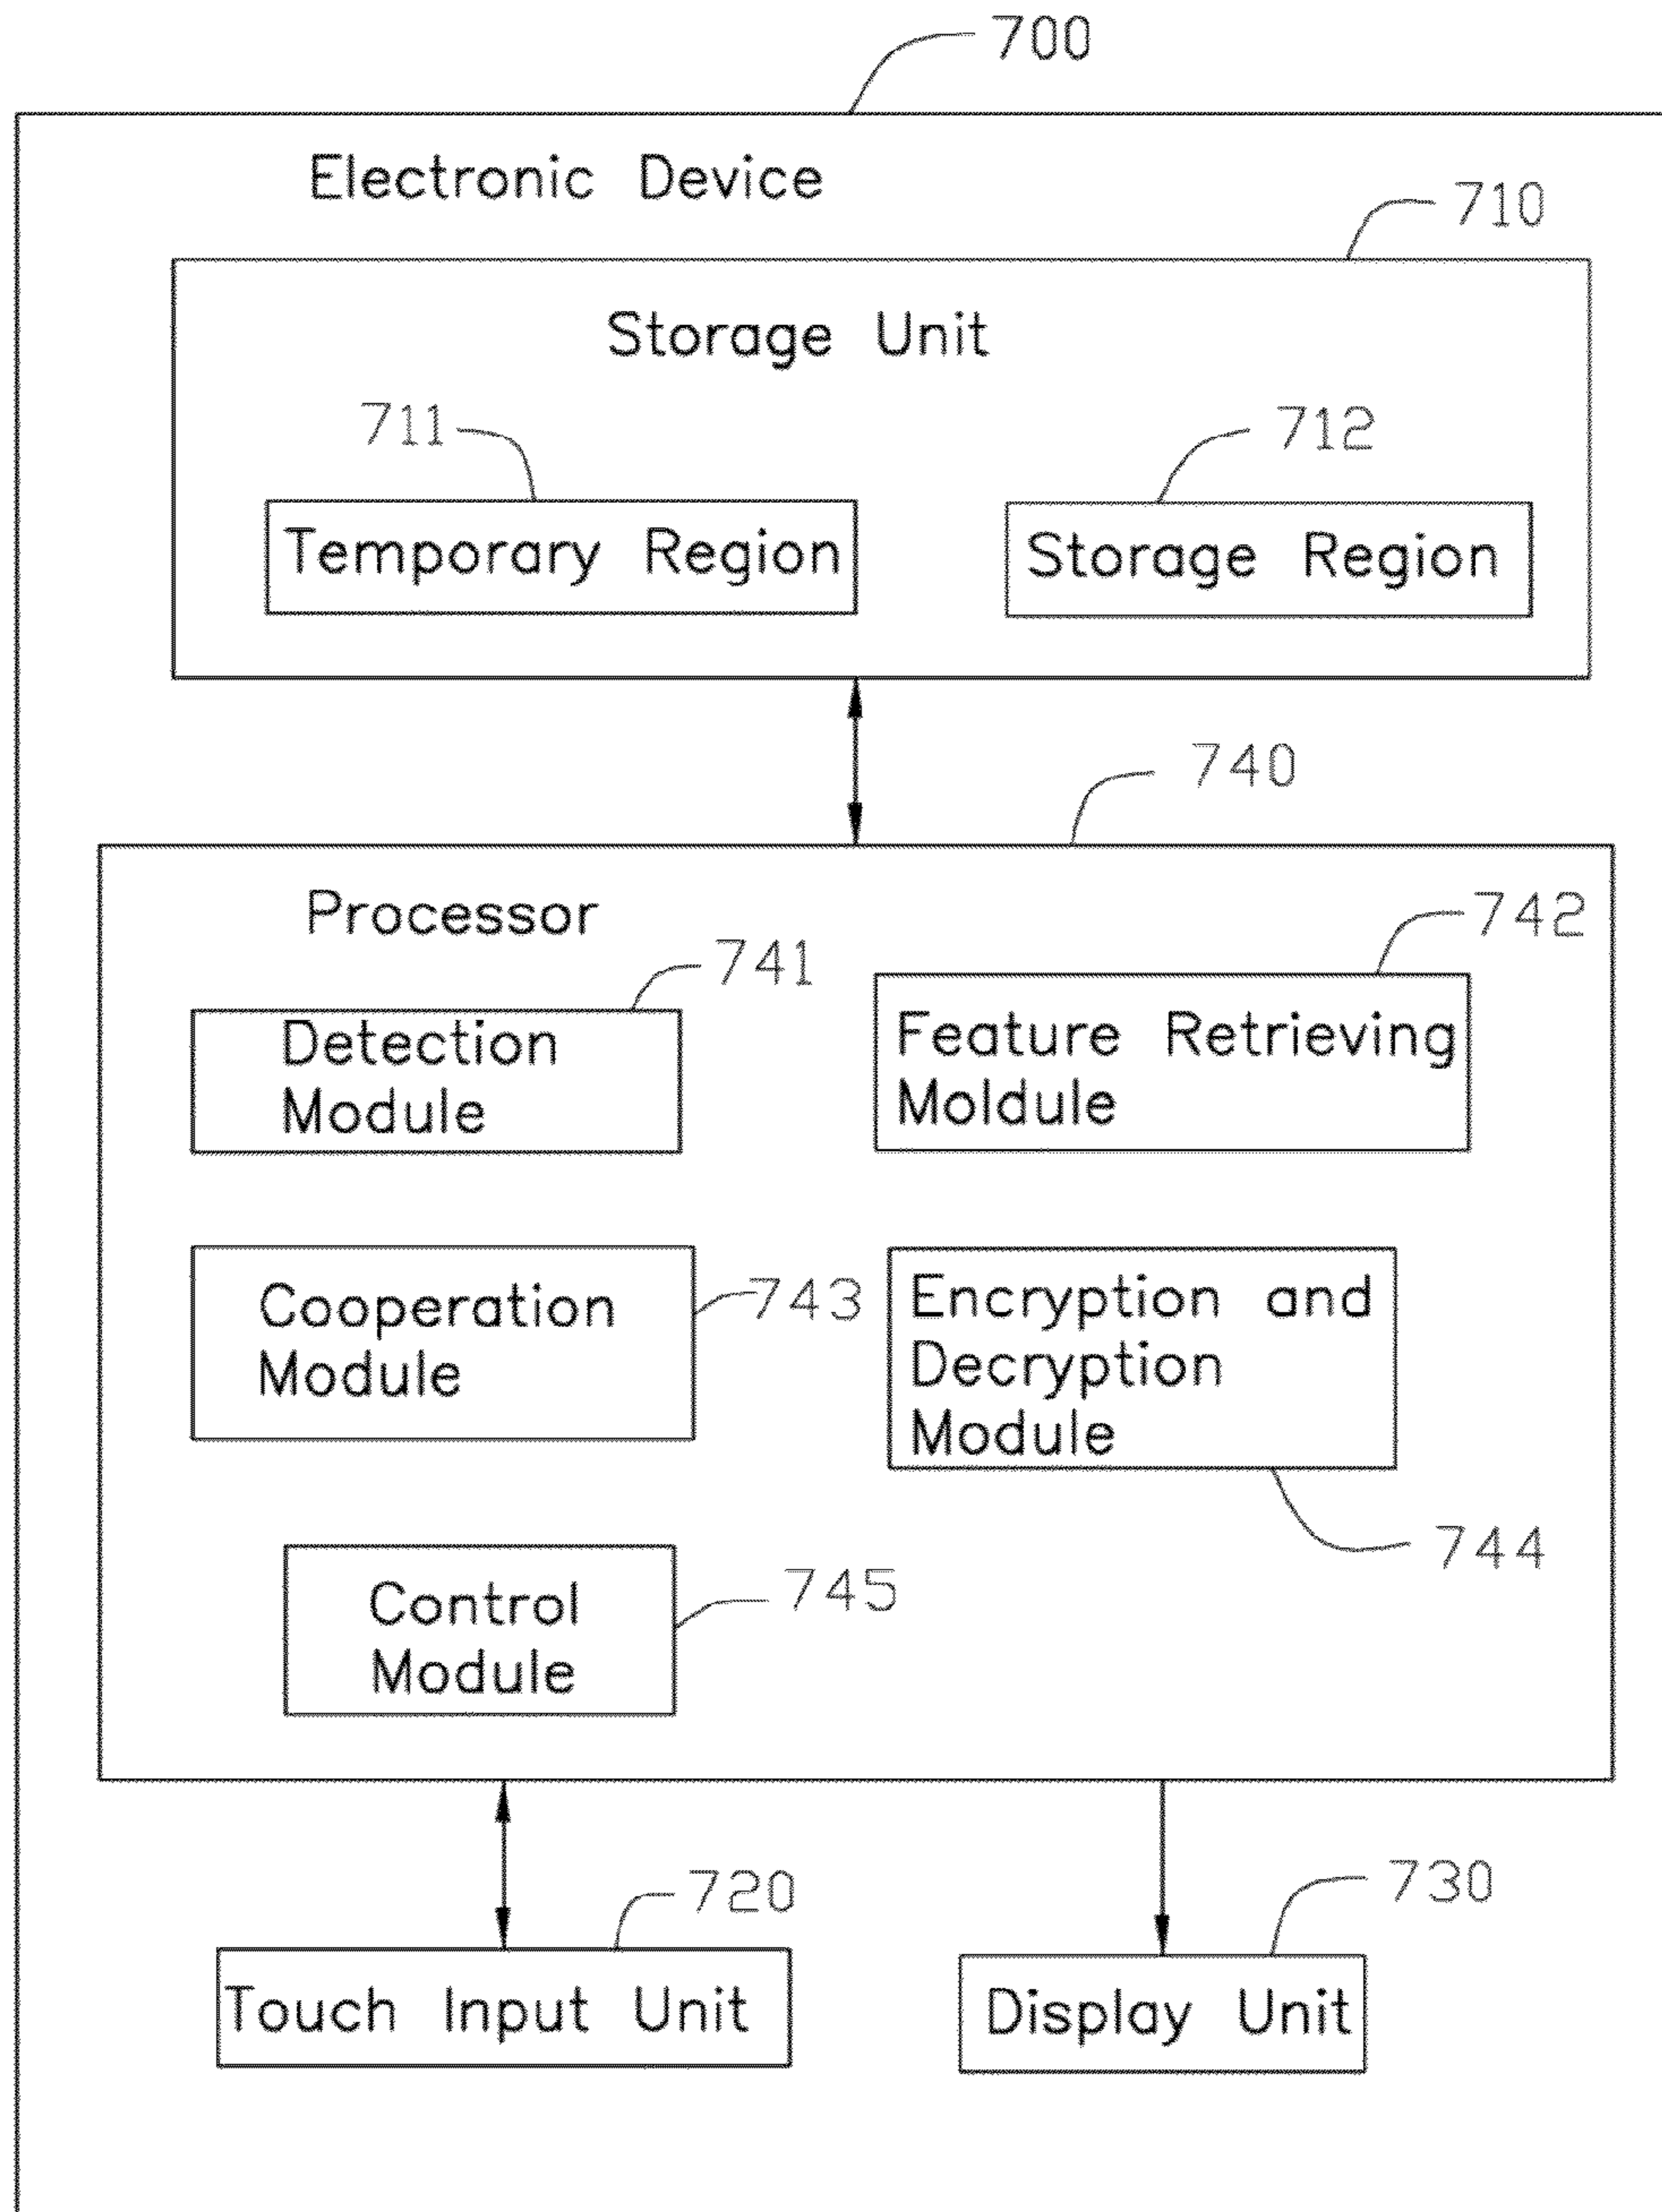 700
Electronic Device
710
Storage Unit
711
712
Temporary Region
Storage Region
740
Processor
742
741
Feature Retrieving
Moldule
Detection
Module
743
Cooperation
Module
Encryption and
Decryption
Module
744
745
Control
Module
720
730
Touch Input Unit
Display Unit